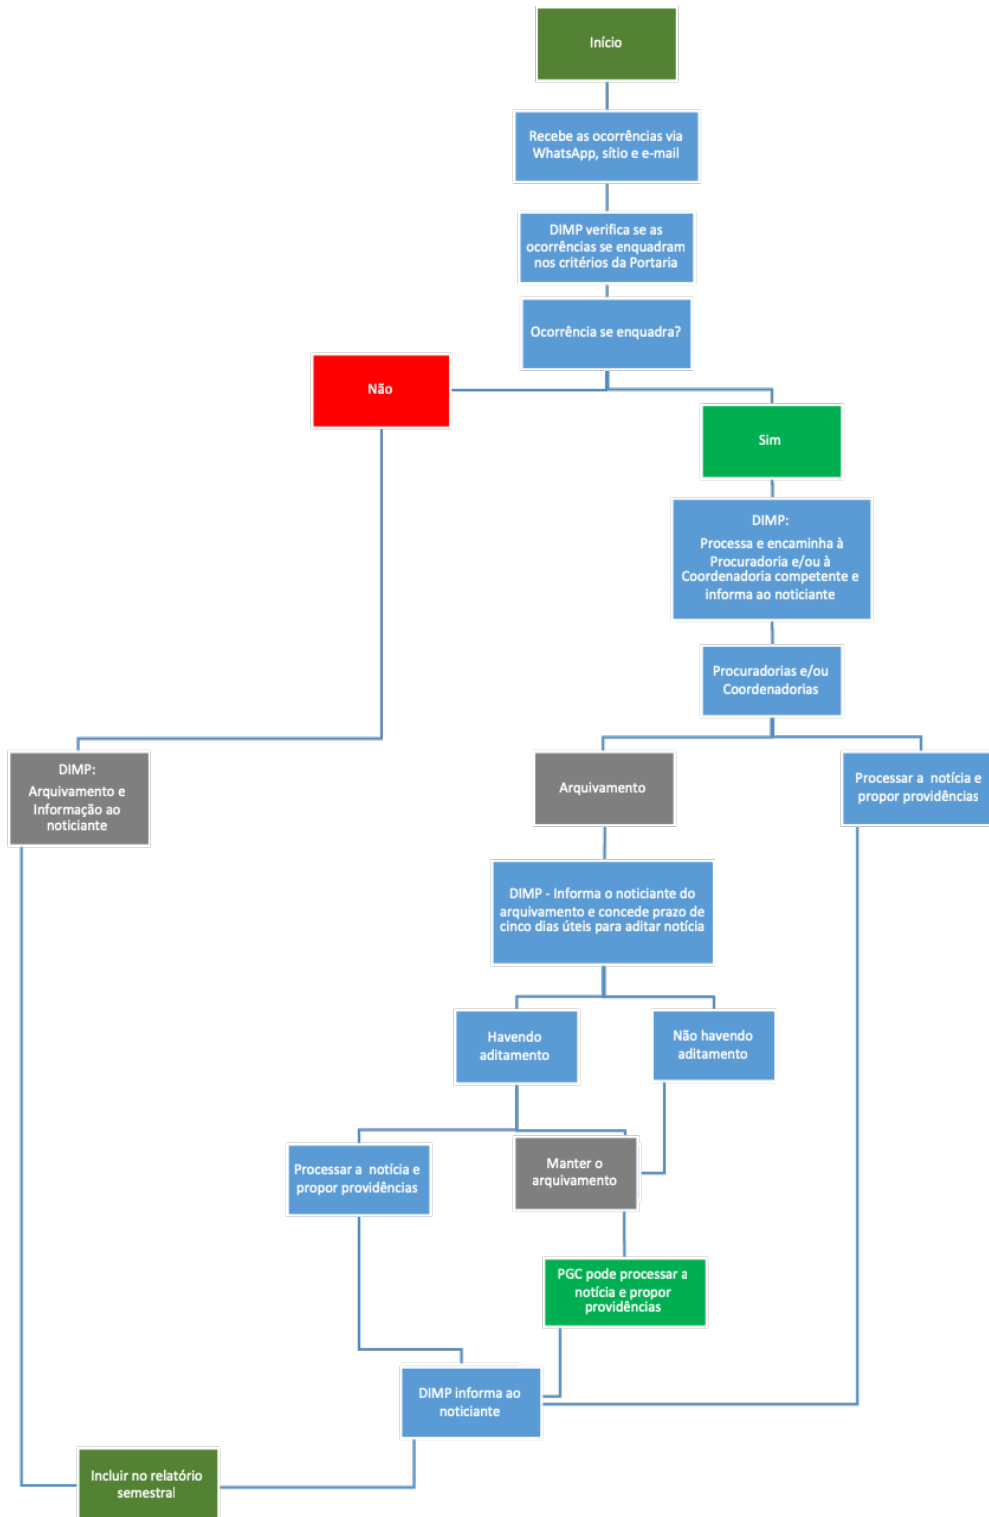 Início
Recebe as ocorrências via
WhatsApp, sítio e e-mail
DIMP verifica se as
ocorrências se enquadram
nos critérios da Portaria
Ocorrência se enquadra?
Não
Sim
DIMP:
Processa e encaminha à
Procuradoria e/ou à
Coordenadoria competente e
informa ao noticiante
Procuradorias e/ou
Coordenadorias
DIMP:
Arquivamento e
Informação ao
noticiante
Arquivamento
Processar a notícia e
propor providências
DIMP - Informa o noticiante do
arquivamento e concede prazo de
cinco dias úteis para aditar notícia
Havendo
aditamento
Não havendo
aditamento
Processar a notícia e
propor providências
Manter o
arquivamento
PGC pode processar a
notícia e propor
providências
DIMP informa ao
noticiante
Incluir no relatório
semestral